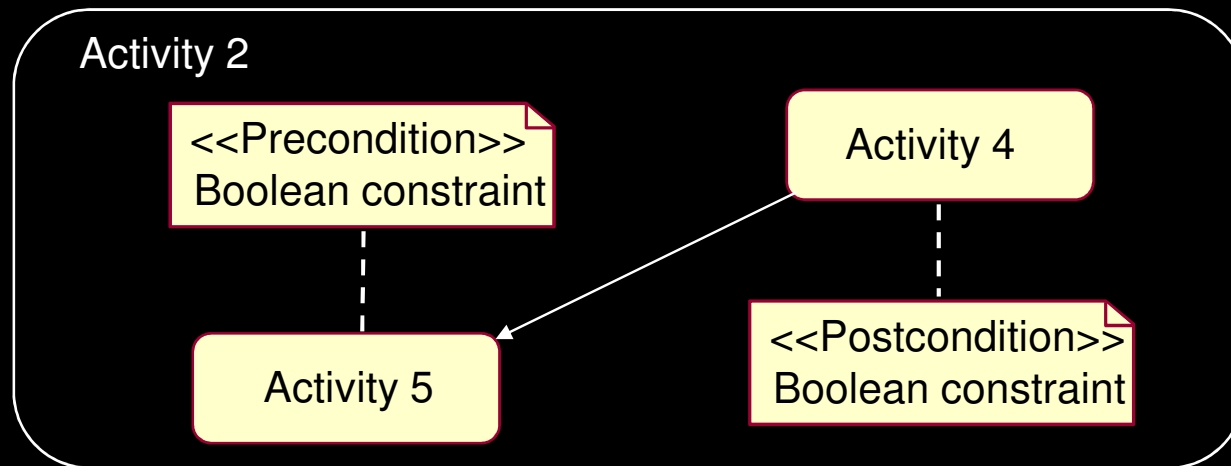 Activity 2
<<Precondition>>
Boolean constraint
Activity 4
Activity 5
<<Postcondition>>
Boolean constraint